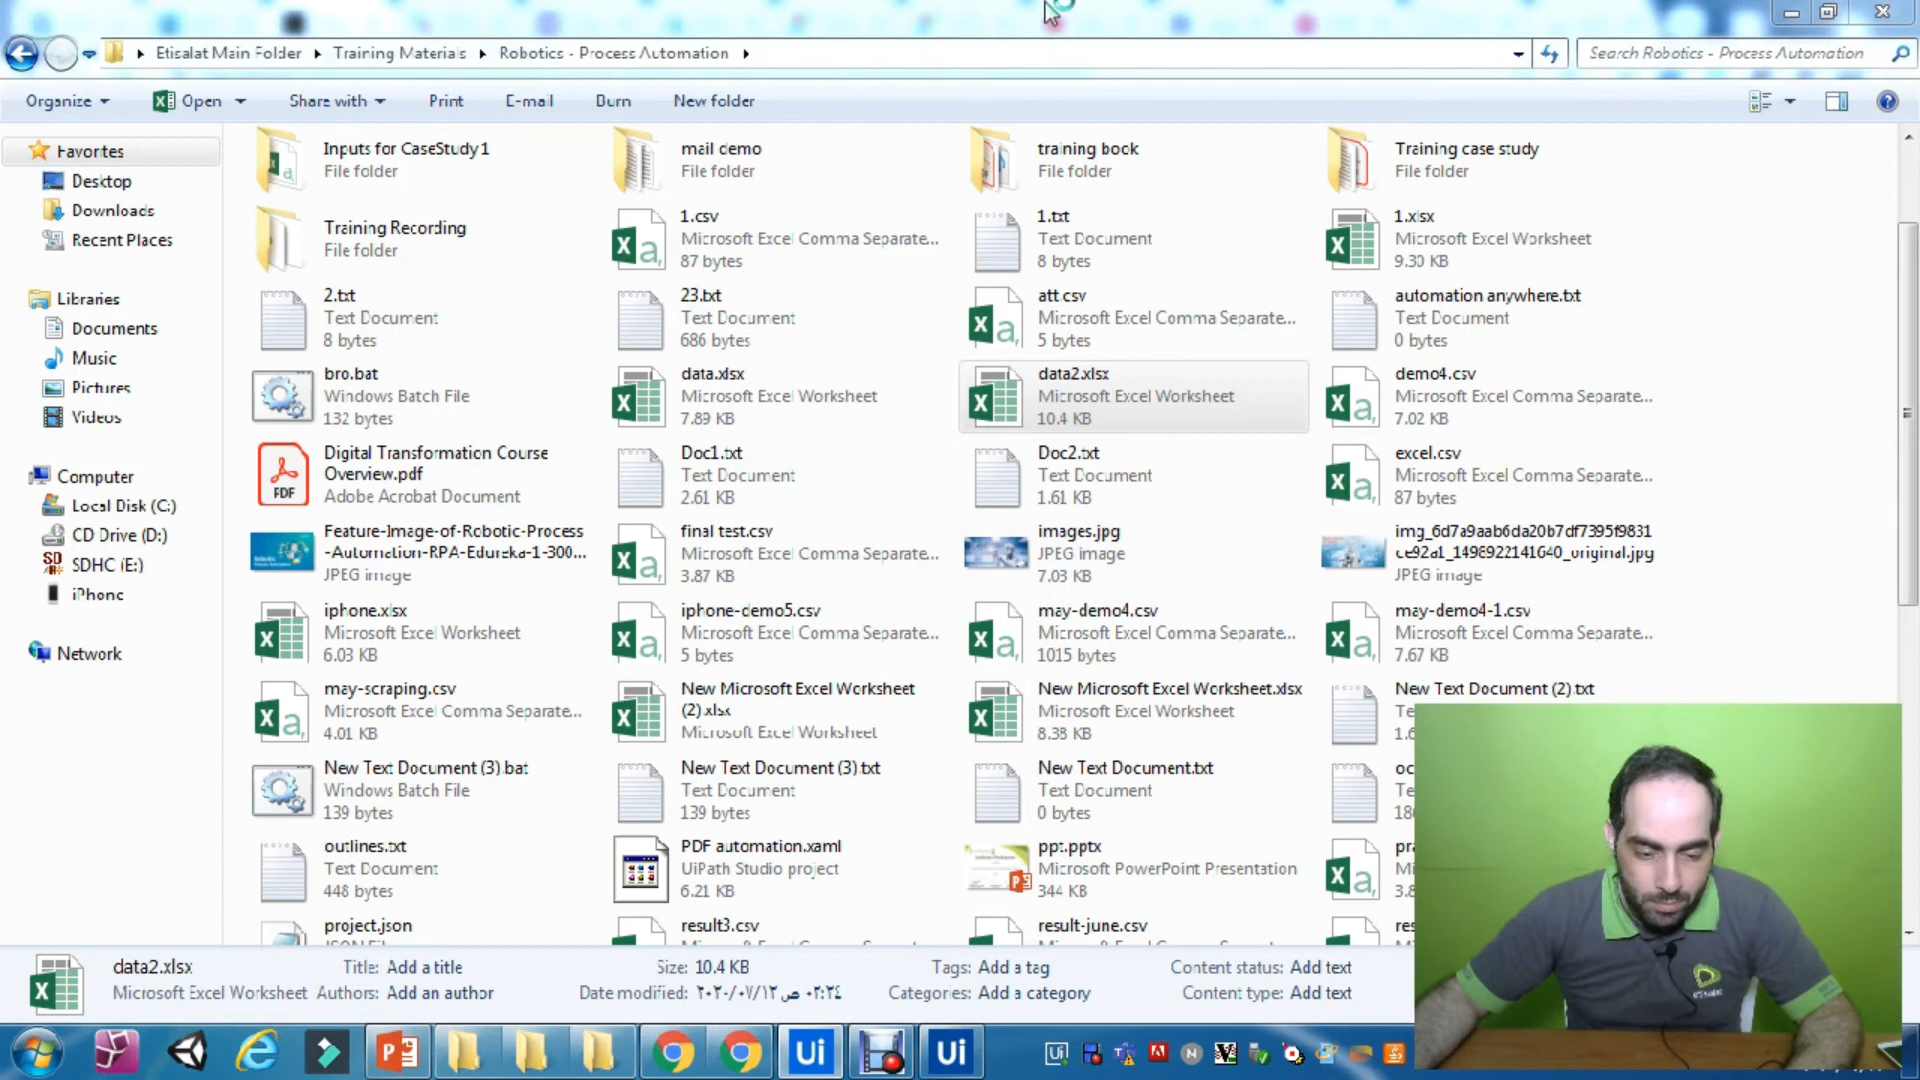 Etisalat Main Folder ▸ Training Materials ▸ Robotics - Process Automation ▸
Search Robotics - Process Automation
Organize Open Share with Print E-mail Burn New folder
Favorites
Desktop
Downloads
Recent Places
Libraries
Documents
Music
Pictures
Videos
Computer
Local Disk (C:)
CD Drive (D:)
SDHC (E:)
iPhone
Network
Inputs for CaseStudy1
File folder
mail demo
File folder
training bock
File folder
Training case study
File folder
Training Recording
File folder
1.csv
Microsoft Excel Comma Separate...
87 bytes
1.txt
Text Document
8 bytes
1.xlsx
Microsoft Excel Worksheet
9.30 KB
2.txt
Text Document
8 bytes
23.txt
Text Document
686 bytes
att.csv
Microsoft Excel Comma Separate...
5 bytes
automation anywhere.txt
Text Document
0 bytes
bro.bat
Windows Batch File
132 bytes
data.xlsx
Microsoft Excel Worksheet
7.89 KB
data2.xlsx
Microsoft Excel Worksheet
10.4 KB
demo4.csv
Microsoft Excel Comma Separate...
7.02 KB
Digital Transformation Course
Overview.pdf
Adobe Acrobat Document
PDF
Doc1.txt
Text Document
2.61 KB
Doc2.txt
Text Document
1.61 KB
excel.csv
Microsoft Excel Comma Separate...
87 bytes
Feature-Image-of-Robotic-Process
-Automation-RPA-Edureka-1-300...
JPEG image
final test.csv
Microsoft Excel Comma Separate...
3.87 KB
images.jpg
JPEG image
7.03 KB
img_6d7a9aab6da20b7df7395f9831
ce92a1_1498922141640_original.jpg
JPEG image
iphone.xlsx
Microsoft Excel Worksheet
6.03 KB
iphone-demo5.csv
Microsoft Excel Comma Separate...
5 bytes
may-demo4.csv
Microsoft Excel Comma Separate...
1015 bytes
may-demo4-1.csv
Microsoft Excel Comma Separate...
7.67 KB
may-scraping.csv
Microsoft Excel Comma Separate...
4.01 KB
New Microsoft Excel Worksheet
(2).xlsx
Microsoft Excel Worksheet
New Microsoft Excel Worksheet.xlsx
Microsoft Excel Worksheet
8.38 KB
New Text Document (2).txt
New Text Document (3).bat
Windows Batch File
139 bytes
New Text Document (3).txt
Text Document
139 bytes
New Text Document.txt
Text Document
0 bytes
outlines.txt
Text Document
448 bytes
PDF automation.xaml
UiPath Studio project
6.21 KB
ppt.pptx
Microsoft PowerPoint Presentation
344 KB
project.json
result3.csv
result-june.csv
data2.xlsx
Microsoft Excel Worksheet
Title: Add a title
Authors: Add an author
Size: 10.4 KB
Date modified: ٢٠٢٠/٠٧/١٢ ص ٠٢:٢٤
Tags: Add a tag
Categories: Add a category
Content status: Add text
Content type: Add text
Ui
Ui